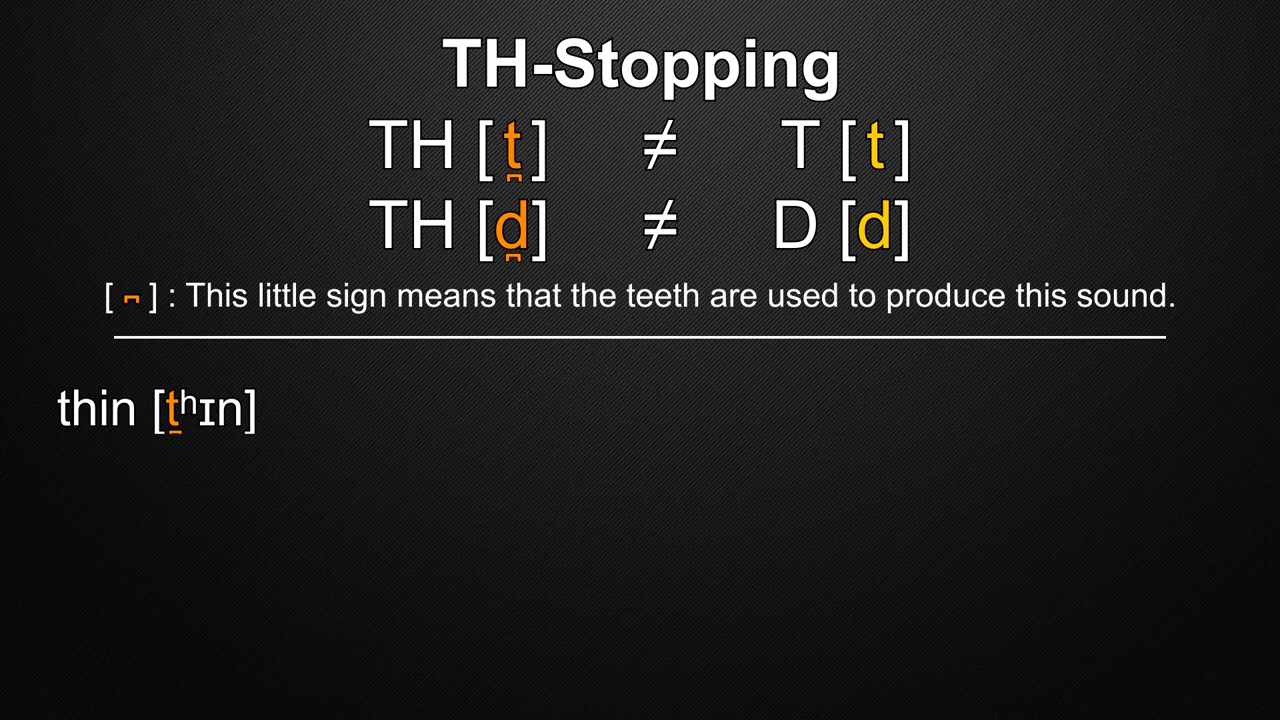 TH-Stopping
TH [t̪] ≠ T [t]
TH [d̪] ≠ D [d]
[ ̪ ] : This little sign means that the teeth are used to produce this sound.
thin [t̪ʰɪn]